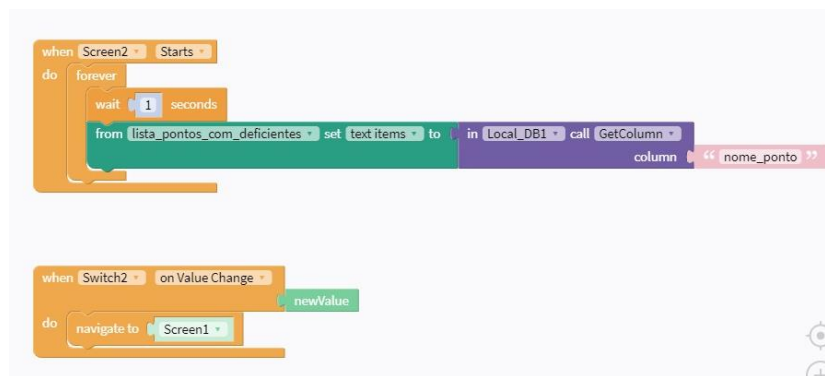 when Screen2 Starts
do forever
wait 1 seconds
from lista_pontos_com_deficientes set text items to in Local_DB1 call GetColumn
column “ nome_ponto ”
when Switch2 on Value Change
newValue
do navigate to Screen1